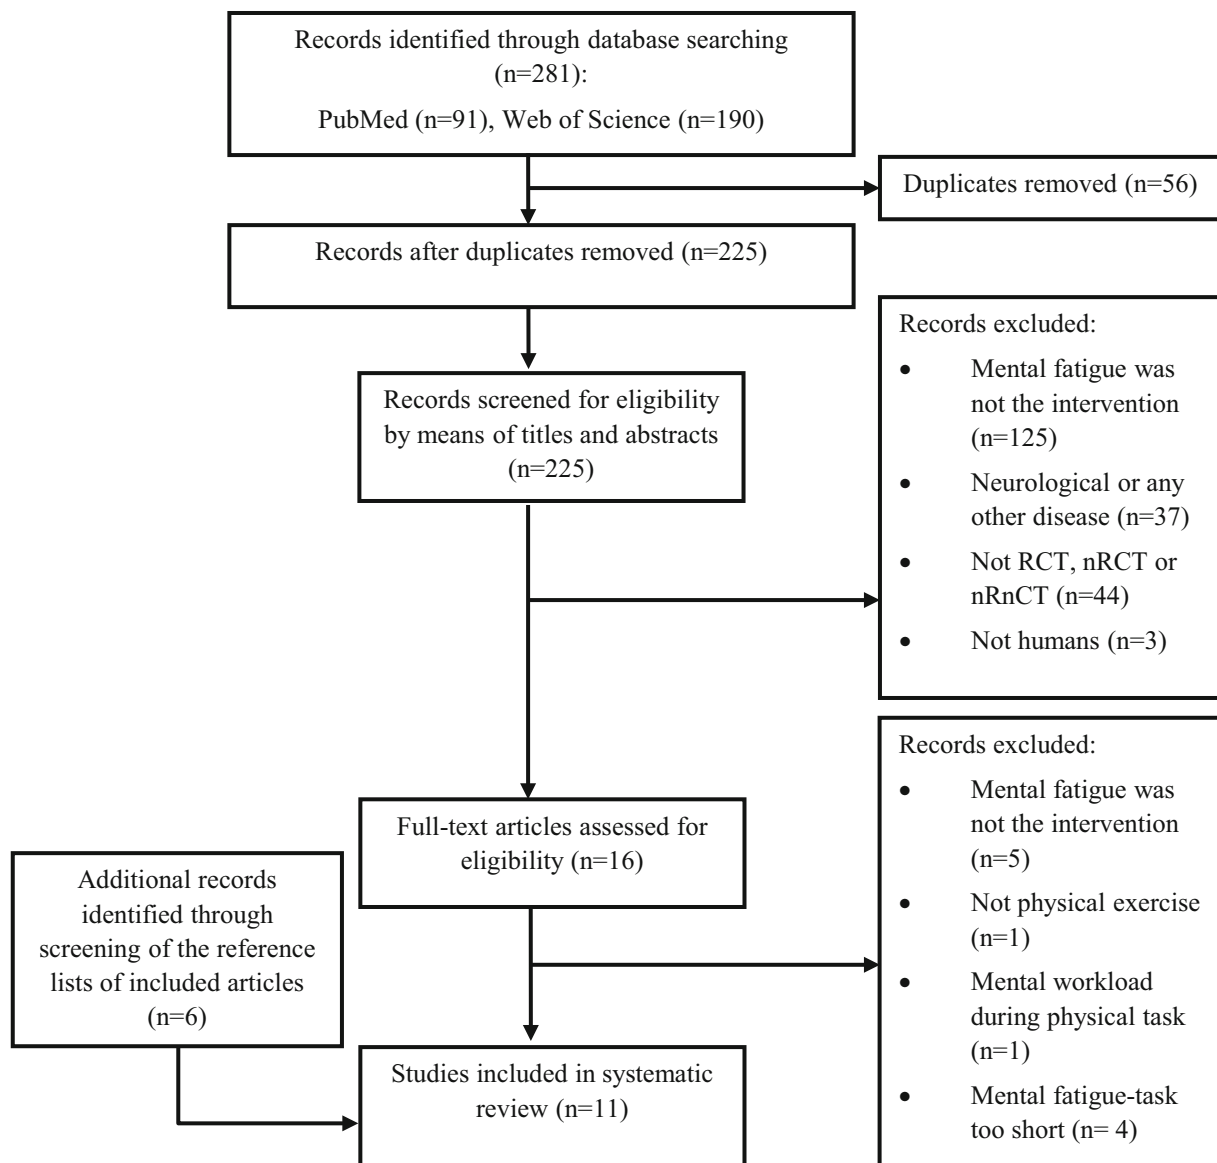 Records identified through database searching
(n=281):
PubMed (n=91), Web of Science (n=190)
Duplicates removed (n=56)
Records after duplicates removed (n=225)
Records screened for eligibility
by means of titles and abstracts
(n=225)
Records excluded:
• Mental fatigue was
not the intervention
(n=125)
• Neurological or any
other disease (n=37)
• Not RCT, nRCT or
nRnCT (n=44)
• Not humans (n=3)
Full-text articles assessed for
eligibility (n=16)
Records excluded:
• Mental fatigue was
not the intervention
(n=5)
• Not physical exercise
(n=1)
• Mental workload
during physical task
(n=1)
• Mental fatigue-task
too short (n= 4)
Additional records
identified through
screening of the reference
lists of included articles
(n=6)
Studies included in systematic
review (n=11)